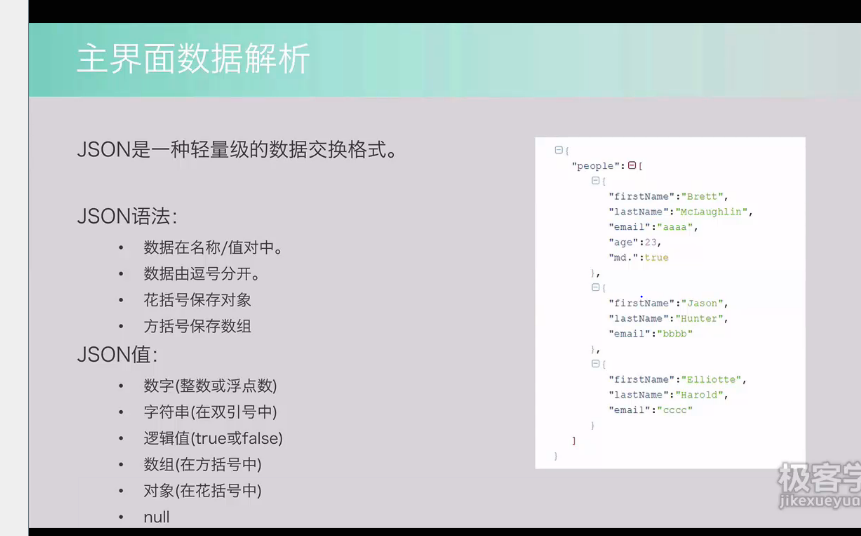 主界面数据解析
JSON是一种轻量级的数据交换格式。
JSON语法：
• 数据在名称/值对中。
• 数据由逗号分开。
• 花括号保存对象
• 方括号保存数组
JSON值：
• 数字(整数或浮点数)
• 字符串(在双引号中)
• 逻辑值(true或false)
• 数组(在方括号中)
• 对象(在花括号中)
• null
{
"people":[
{
"firstName":"Brett",
"lastName":"McLaughlin",
"email":"aaaa",
"age":23,
"md.":true
},
{
"firstName":"Jason",
"lastName":"Hunter",
"email":"bbbb"
},
{
"firstName":"Elliotte",
"lastName":"Harold",
"email":"cccc"
}
]
}
极客学
jikexueyua